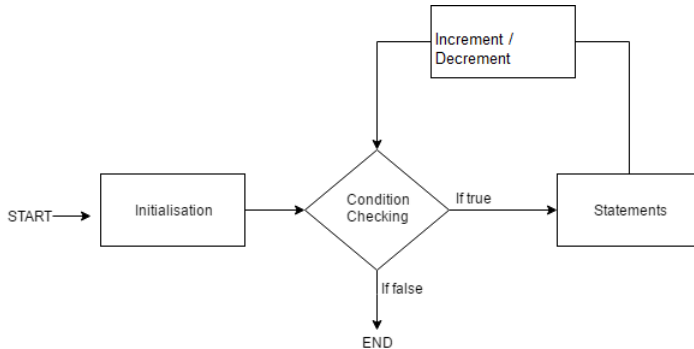 Increment /
Decrement
START
Initialisation
Condition
Checking
If true
Statements
If false
END